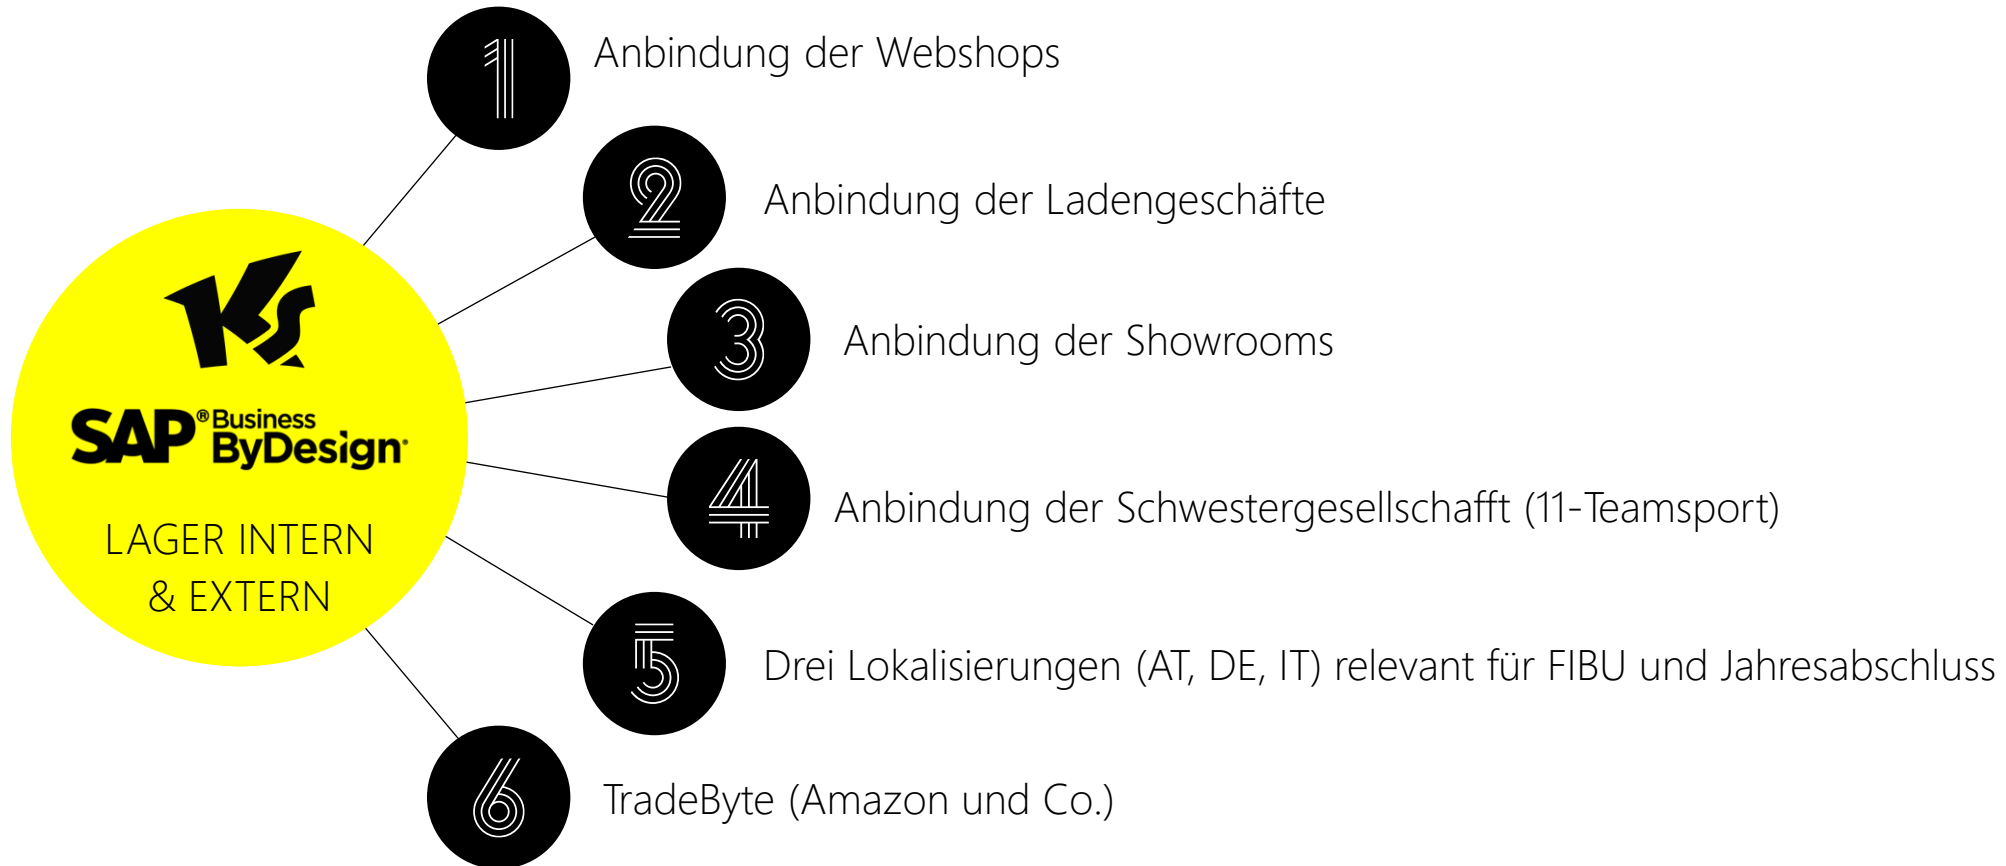 1
Anbindung der Webshops
2
Anbindung der Ladengeschäfte
3
Anbindung der Showrooms
KS
SAP® Business
ByDesign
4
Anbindung der Schwestergesellschafft (11-Teamsport)
LAGER INTERN
& EXTERN
5
Drei Lokalisierungen (AT, DE, IT) relevant für FIBU und Jahresabschluss
6
TradeByte (Amazon und Co.)